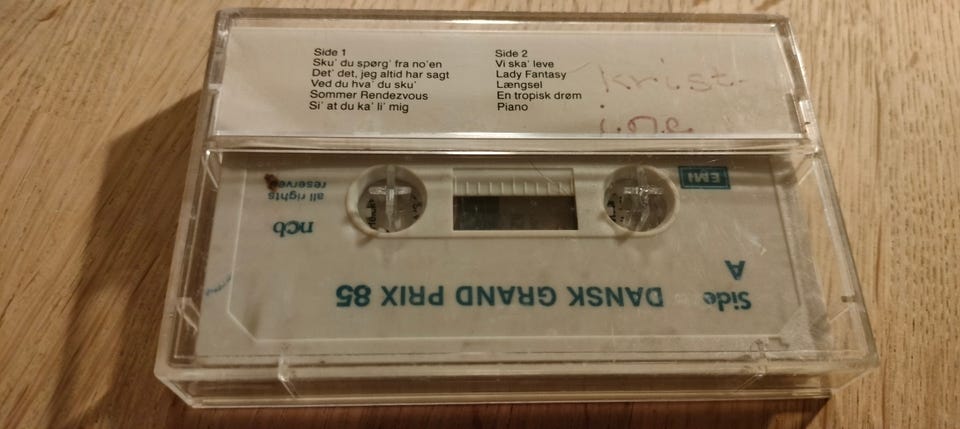 Side 1
Sku' du spørg' fra no'en
Det' det, jeg altid har sagt
Ved du hva' du sku'
Sommer Rendezvous
Si' at du ka' li' mig
Side 2
Vi ska' leve
Lady Fantasy
Længsel
En tropisk drøm
Piano
Krist-
ine
EMI
all rights
reserved
ncb
Side
A
DANSK GRAND PRIX 85